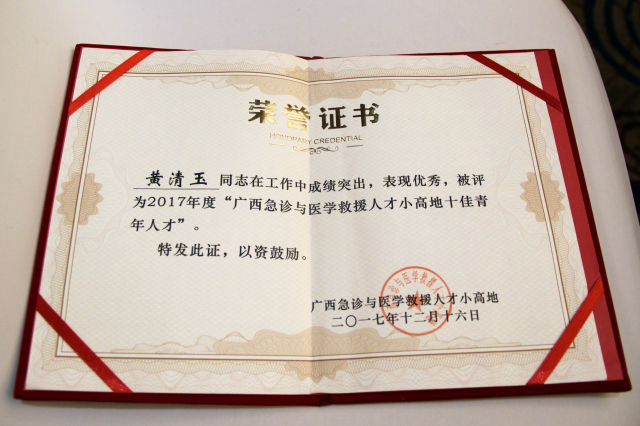 荣誉证书
HONORARY CREDENTIAL
黄清玉 同志在工作中成绩突出，表现优秀，被评
为2017年度“广西急诊与医学救援人才小高地十佳青
年人才”。
特发此证，以资鼓励。
广西急诊与医学救援人才小高地
二〇一七年十二月十六日